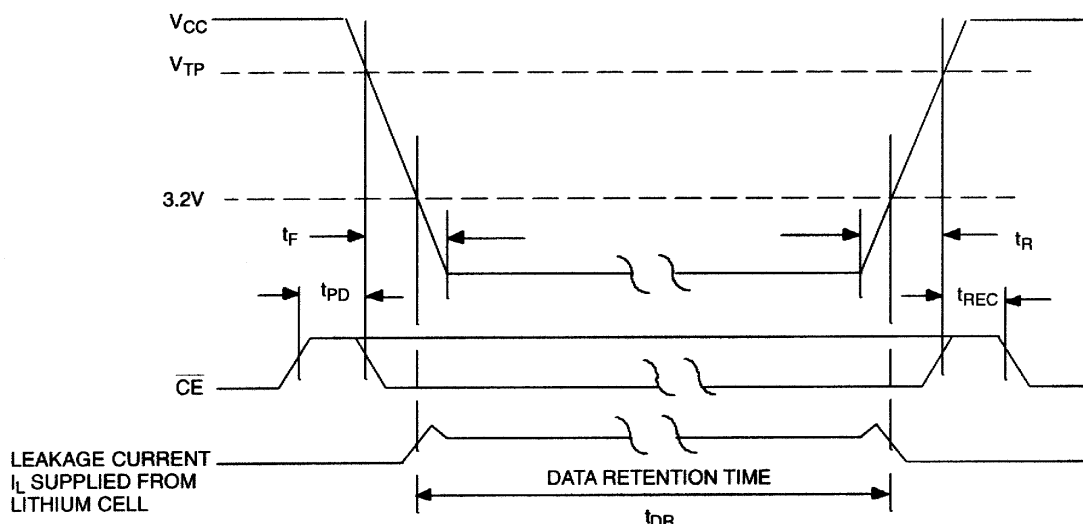 VCC
VTP
3.2V
tF
tR
tPD
tREC
CE
LEAKAGE CURRENT
IL SUPPLIED FROM
LITHIUM CELL
DATA RETENTION TIME
tDR